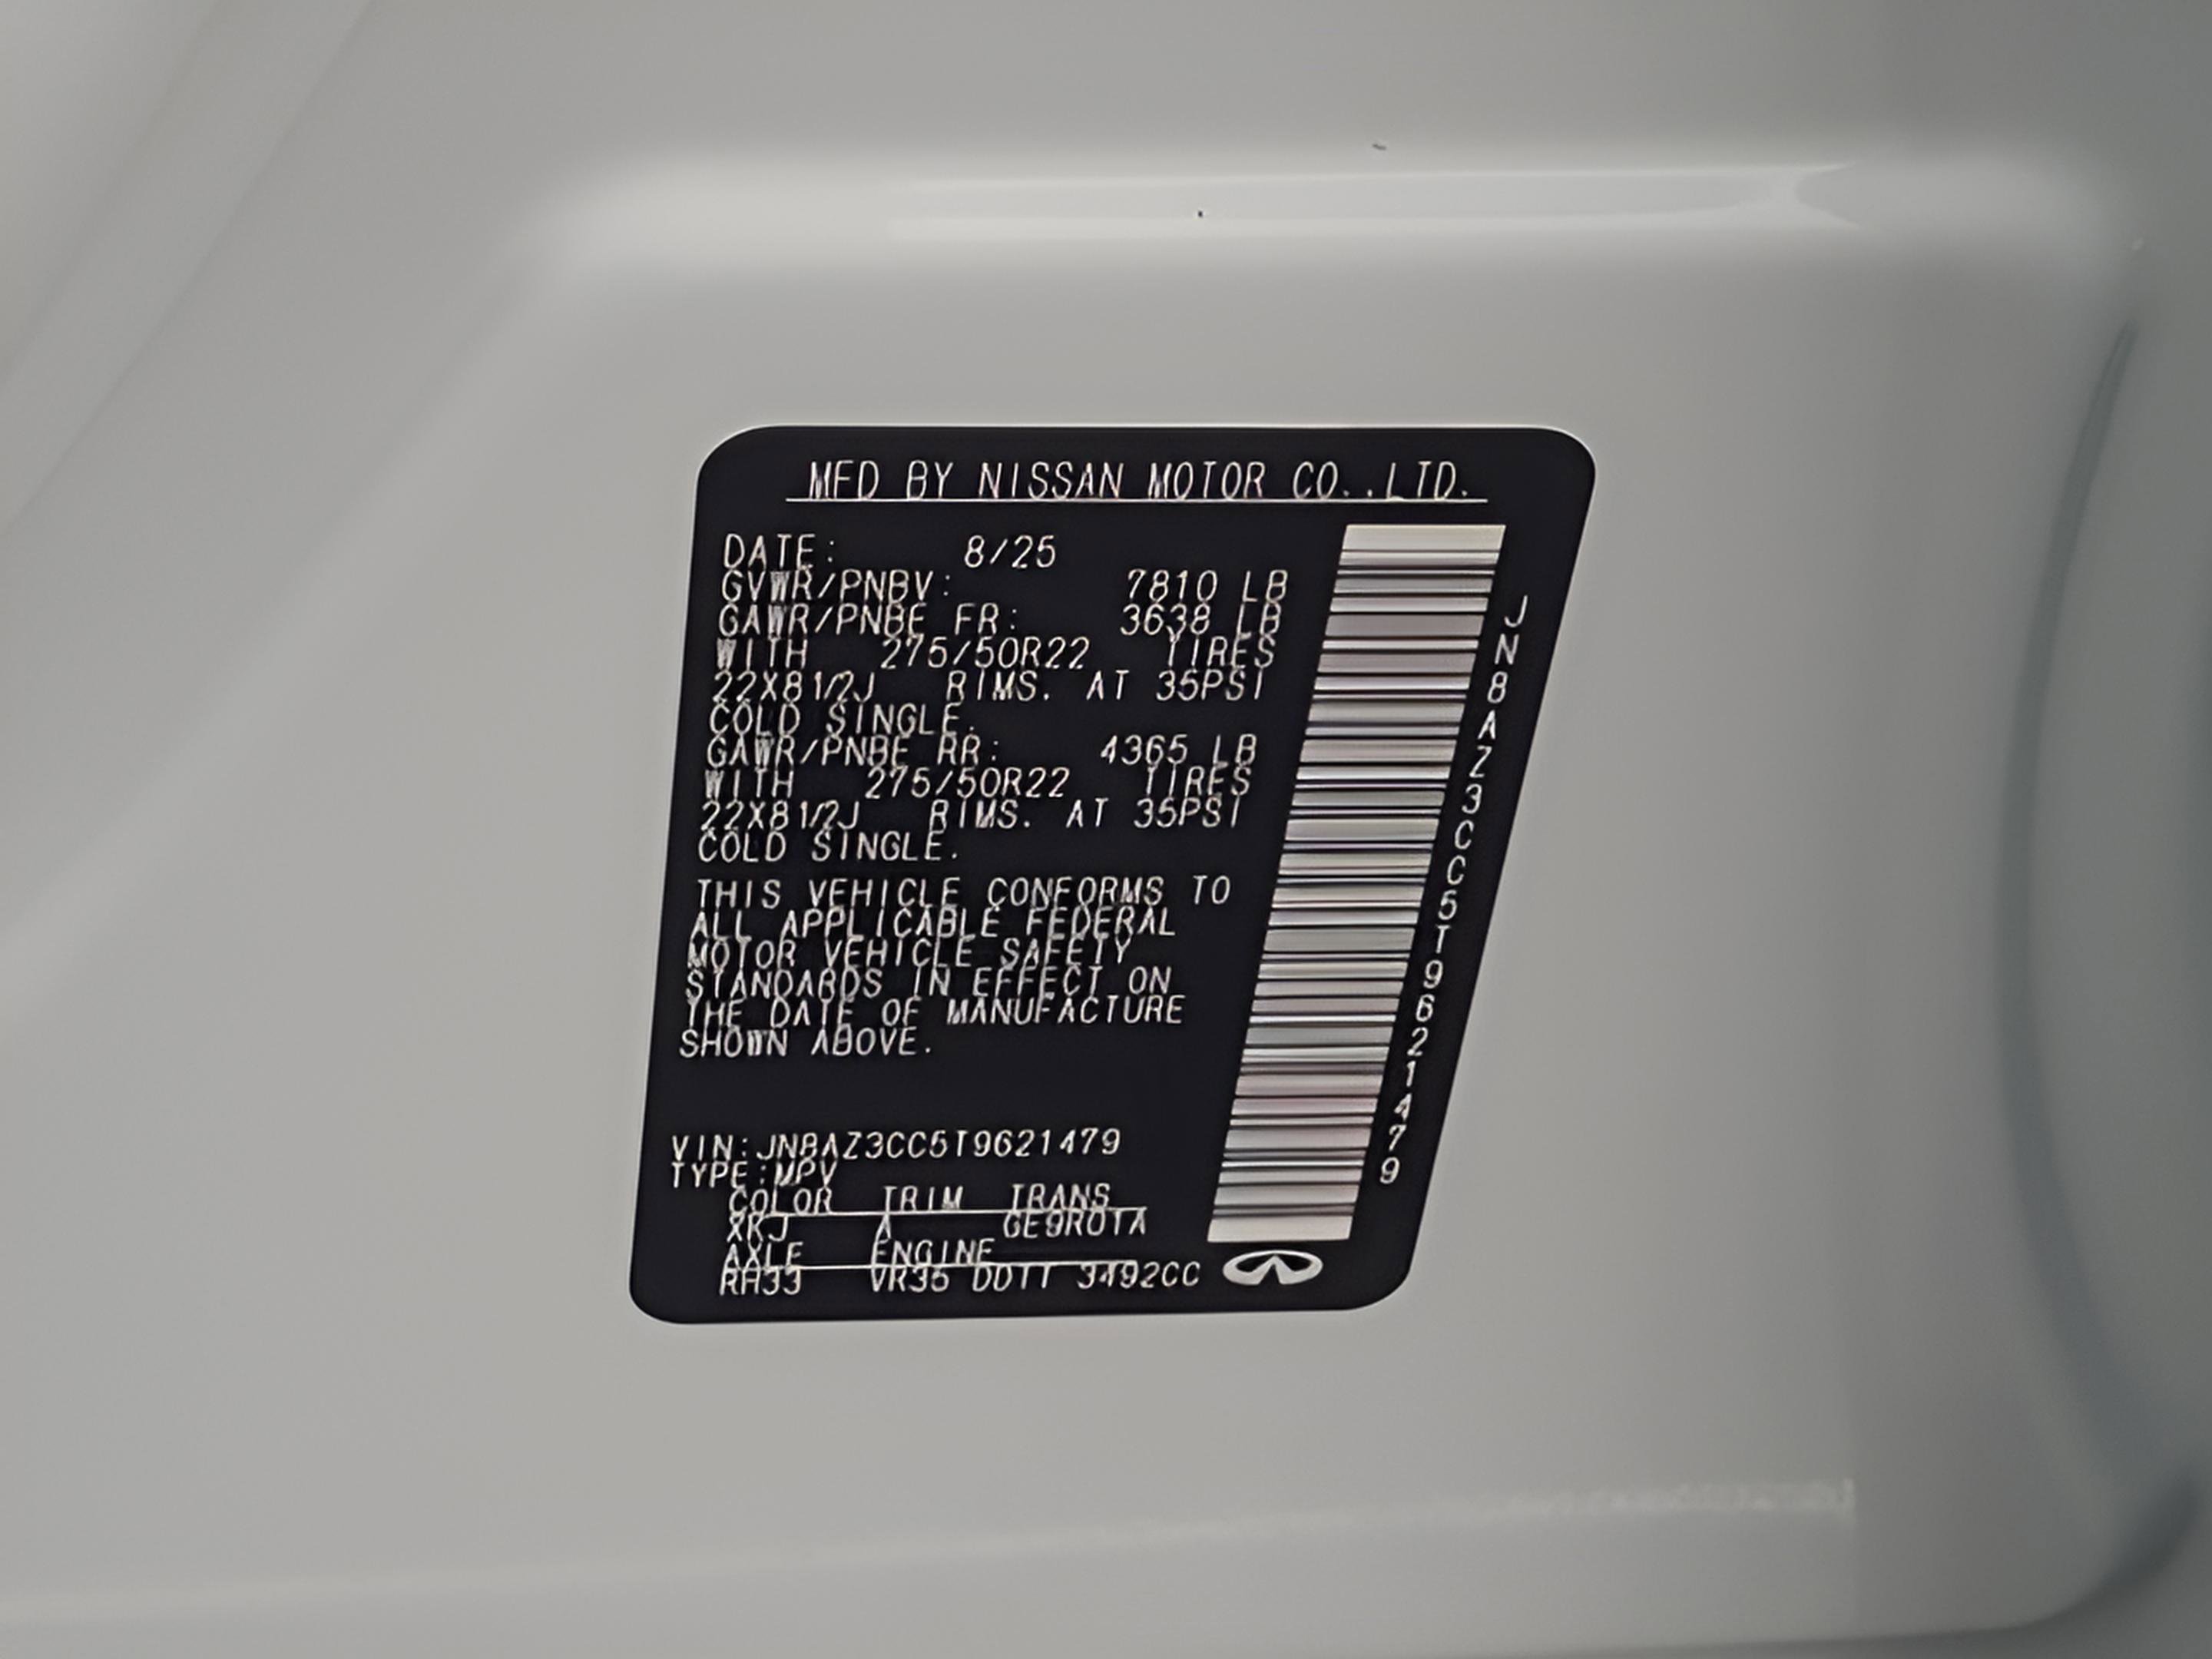 MFD BY NISSAN MOTOR CO.,LTD.
DATE: 8/25
GVWR/PNBV: 7810 LB
GAWR/PNBE FR: 3638 LB
WITH 275/50R22 TIRES
22X81/2J RIMS. AT 35PSI
COLD SINGLE.
GAWR/PNBE RR: 4365 LB
WITH 275/50R22 TIRES
22X81/2J RIMS. AT 35PSI
COLD SINGLE.
THIS VEHICLE CONFORMS TO
ALL APPLICABLE FEDERAL
MOTOR VEHICLE SAFETY
STANDARDS IN EFFECT ON
THE DATE OF MANUFACTURE
SHOWN ABOVE.
VIN:JN8AZ3CC5T9621479
TYPE:MPV
COLOR TRIM TRANS
XKJ A GE9R01A
AXLE ENGINE
RH33 VR35 DDTT 3492CC
JN8AZ3CC5T9621479